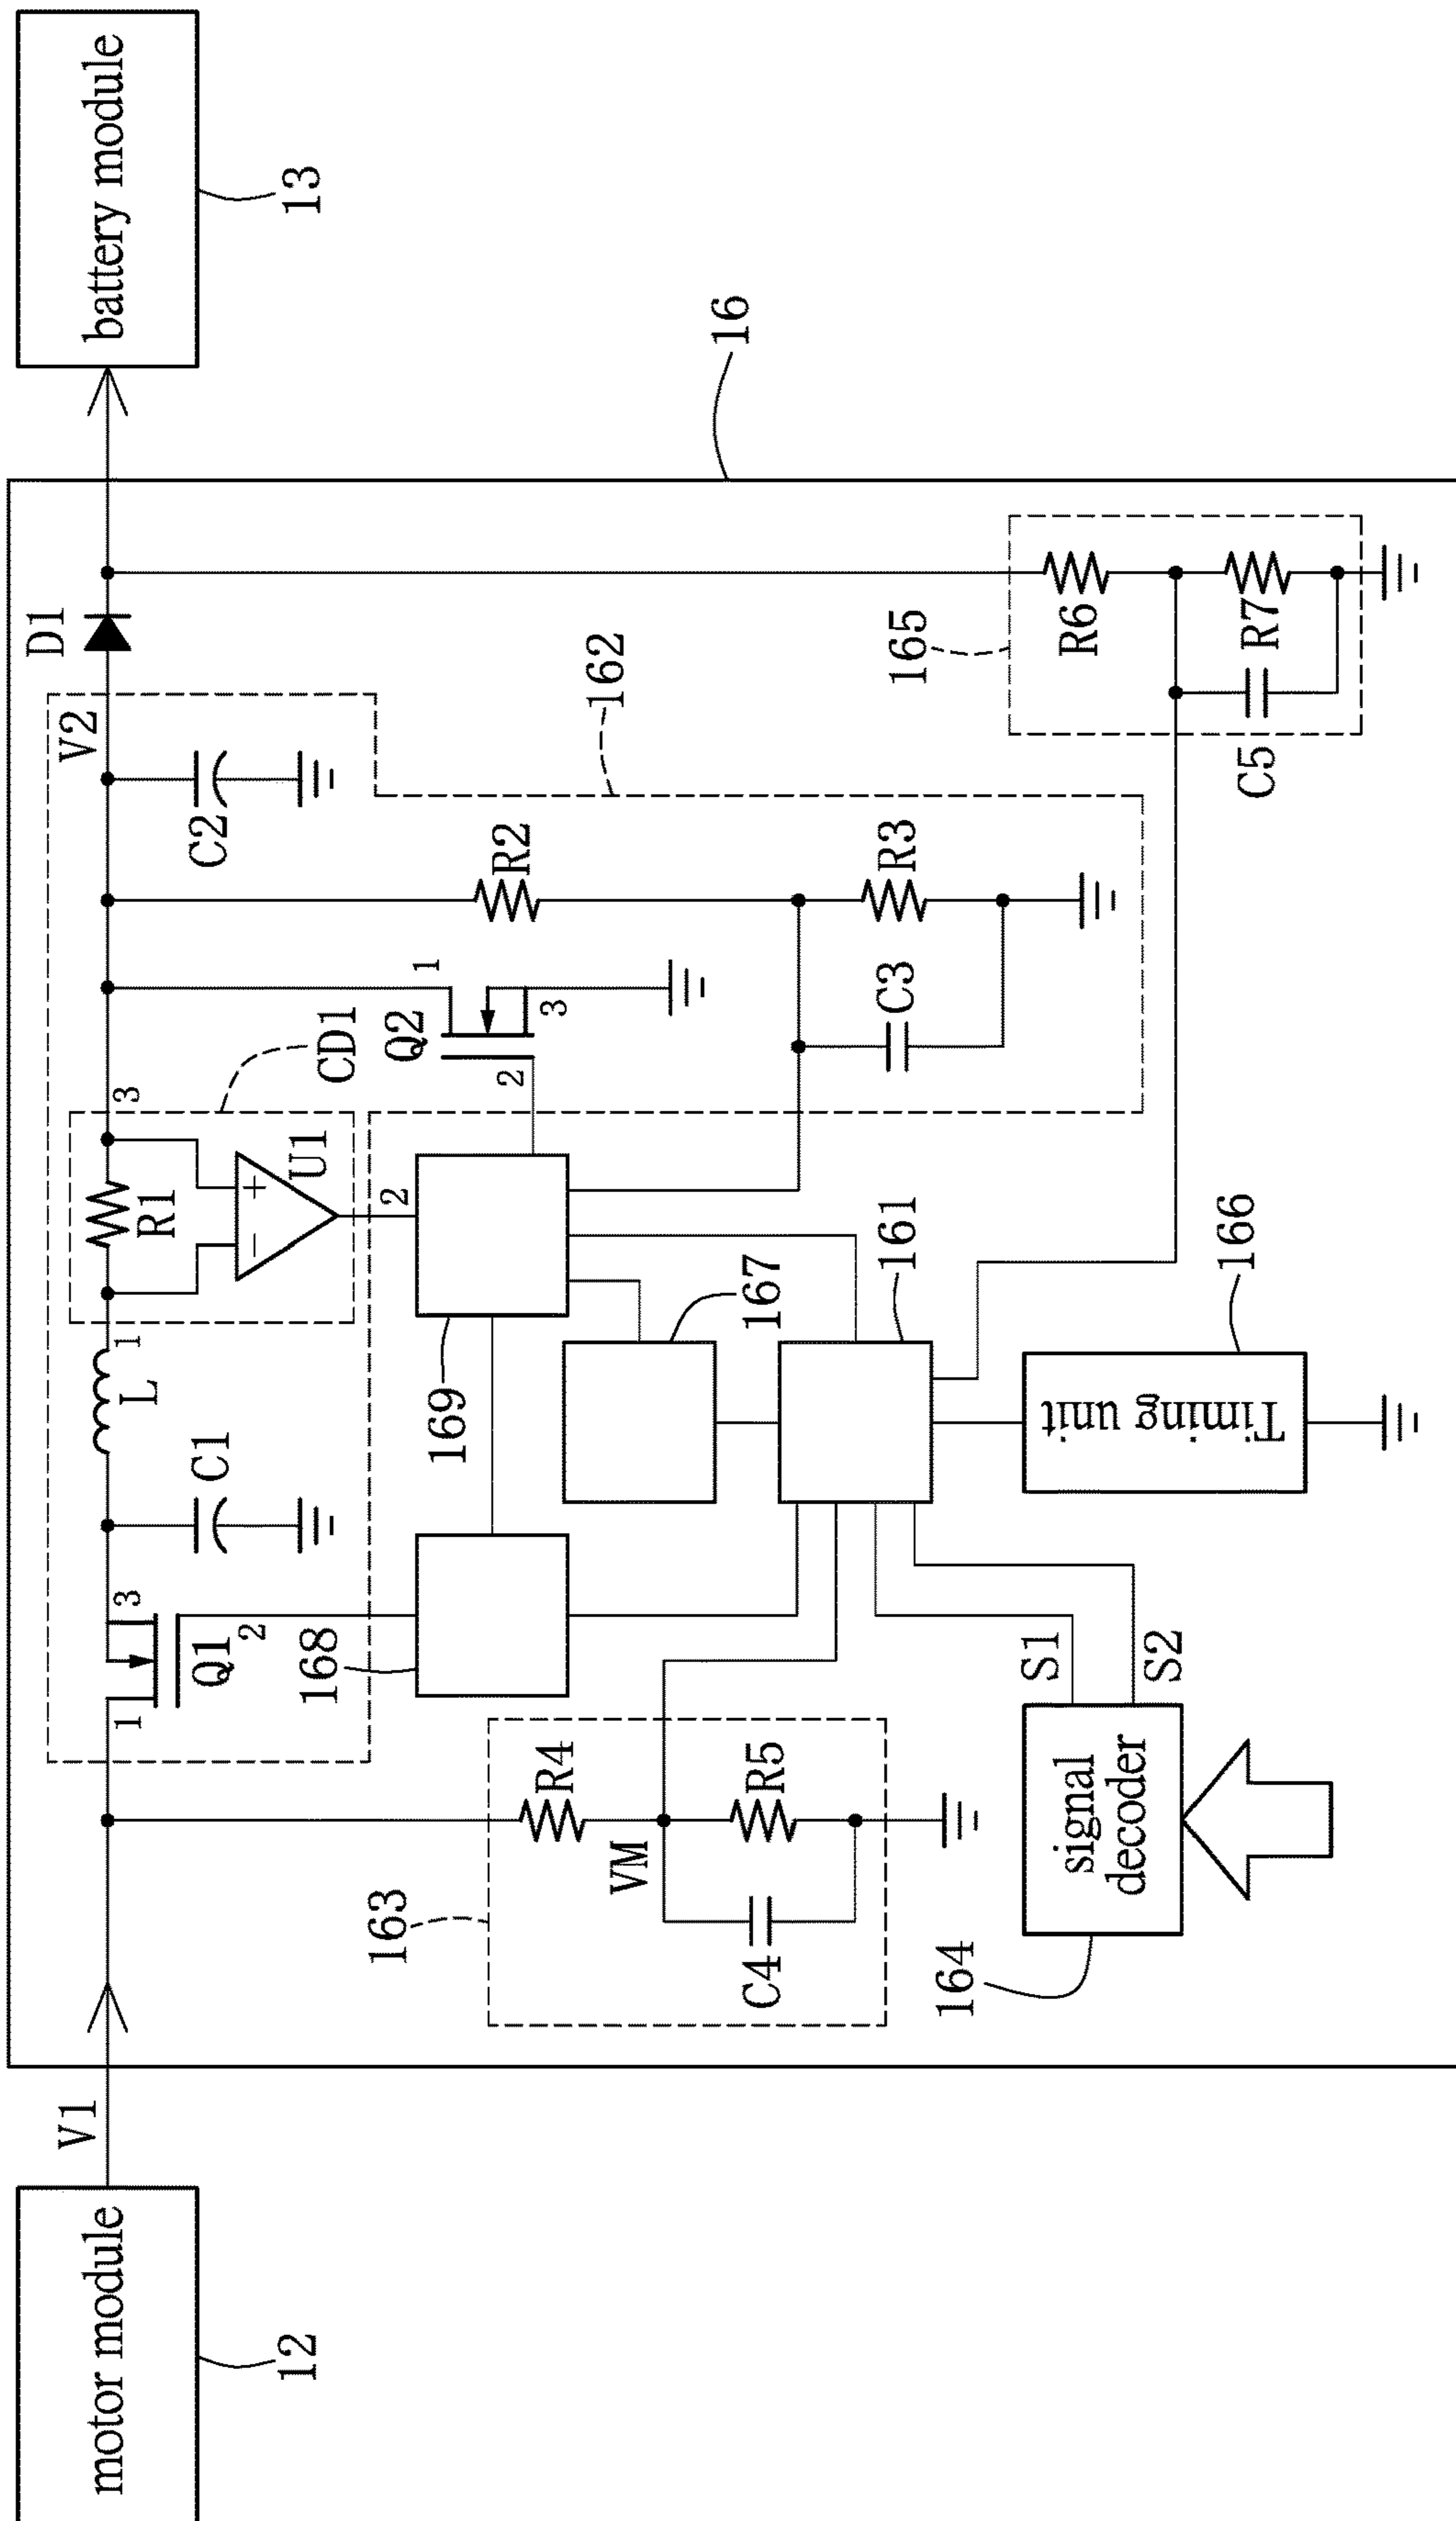 battery module
13
16
D1
V2
162
C2
R2
R3
C3
1
Q2
3
2
CD1
3
R1
U1
1
2
L
C1
169
167
161
166
Timing unit
165
R6
R7
C5
3
Q1
2
1
168
R4
VM
R5
163
C4
S1
S2
signal
decoder
164
V1
motor module
12